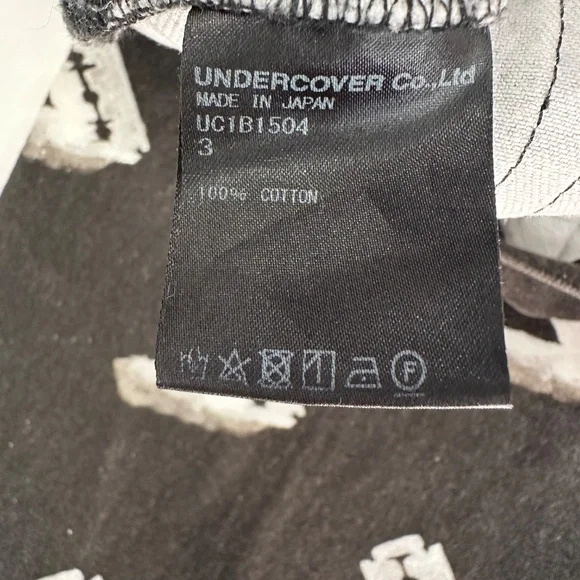 UNDERCOVER Co.,Ltd
MADE IN JAPAN
UC1B1504
3
100% COTTON
F